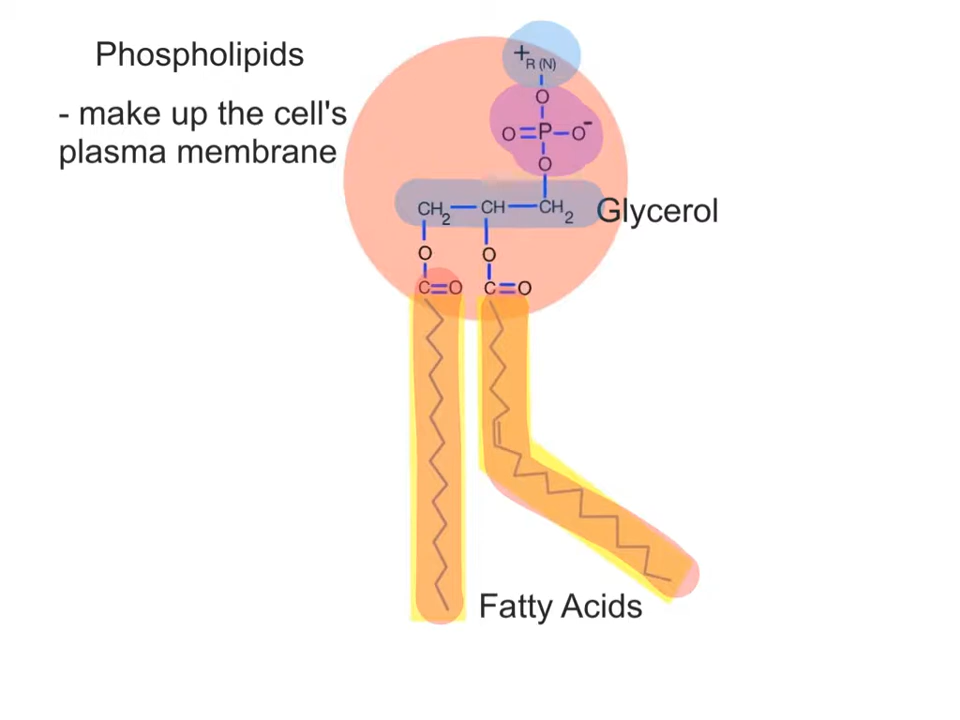 Phospholipids
- make up the cell's
plasma membrane
+R (N)
O
O=P–O-
O
CH2–CH–CH2
Glycerol
O O
C=O C=O
Fatty Acids